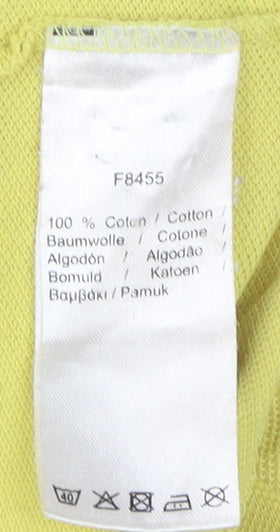 F8455
100 % Coton / Cotton /
Baumwolle / Cotone /
Algodón / Algodão /
Bomuld / Katoen /
Βαμβάκι / Pamuk
40